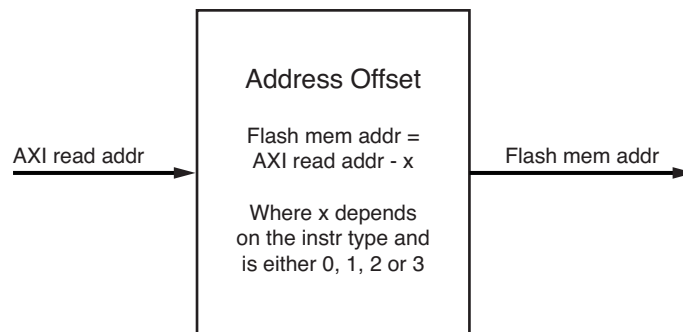 Address Offset
Flash mem addr =
AXI read addr - x
Where x depends
on the instr type and
is either 0, 1, 2 or 3
AXI read addr
Flash mem addr